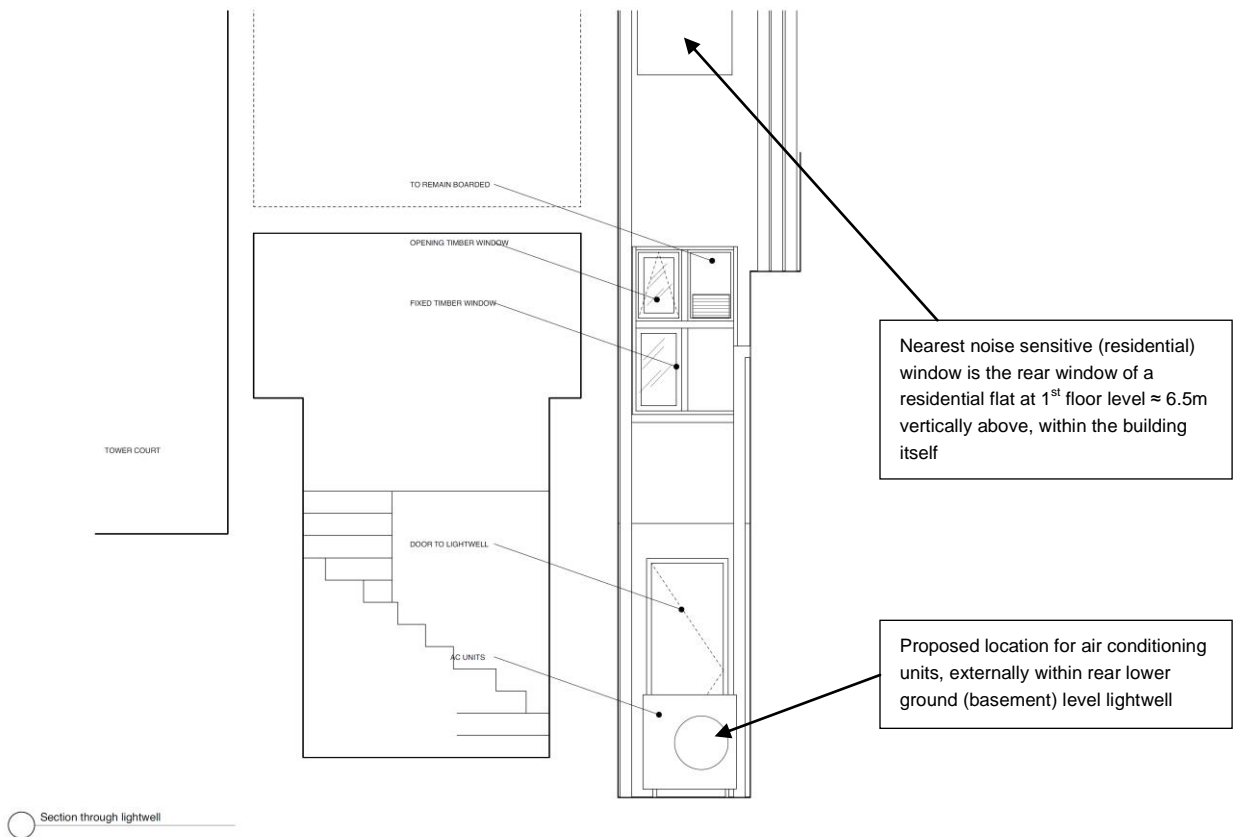 TO REMAIN BOARDED
OPENING TIMBER WINDOW
FIXED TIMBER WINDOW
TOWER COURT
DOOR TO LIGHTWELL
AC UNITS
Nearest noise sensitive (residential)
window is the rear window of a
residential flat at 1st floor level ≈ 6.5m
vertically above, within the building
itself
Proposed location for air conditioning
units, externally within rear lower
ground (basement) level lightwell
Section through lightwell